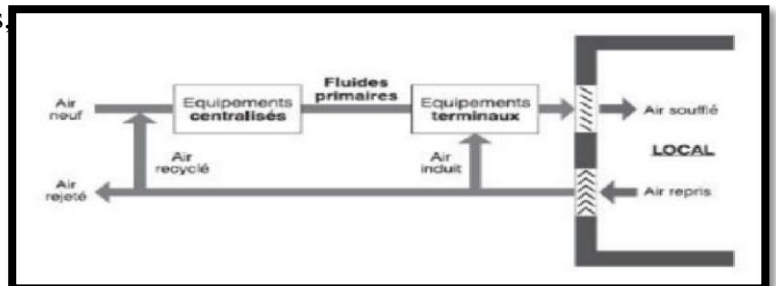 s,
Fluides
primaires
Air
neuf
Equipements
centralisés
Equipements
terminaux
Air soufflé
Air
recyclé
Air
induit
LOCAL
Air
rejeté
Air repris